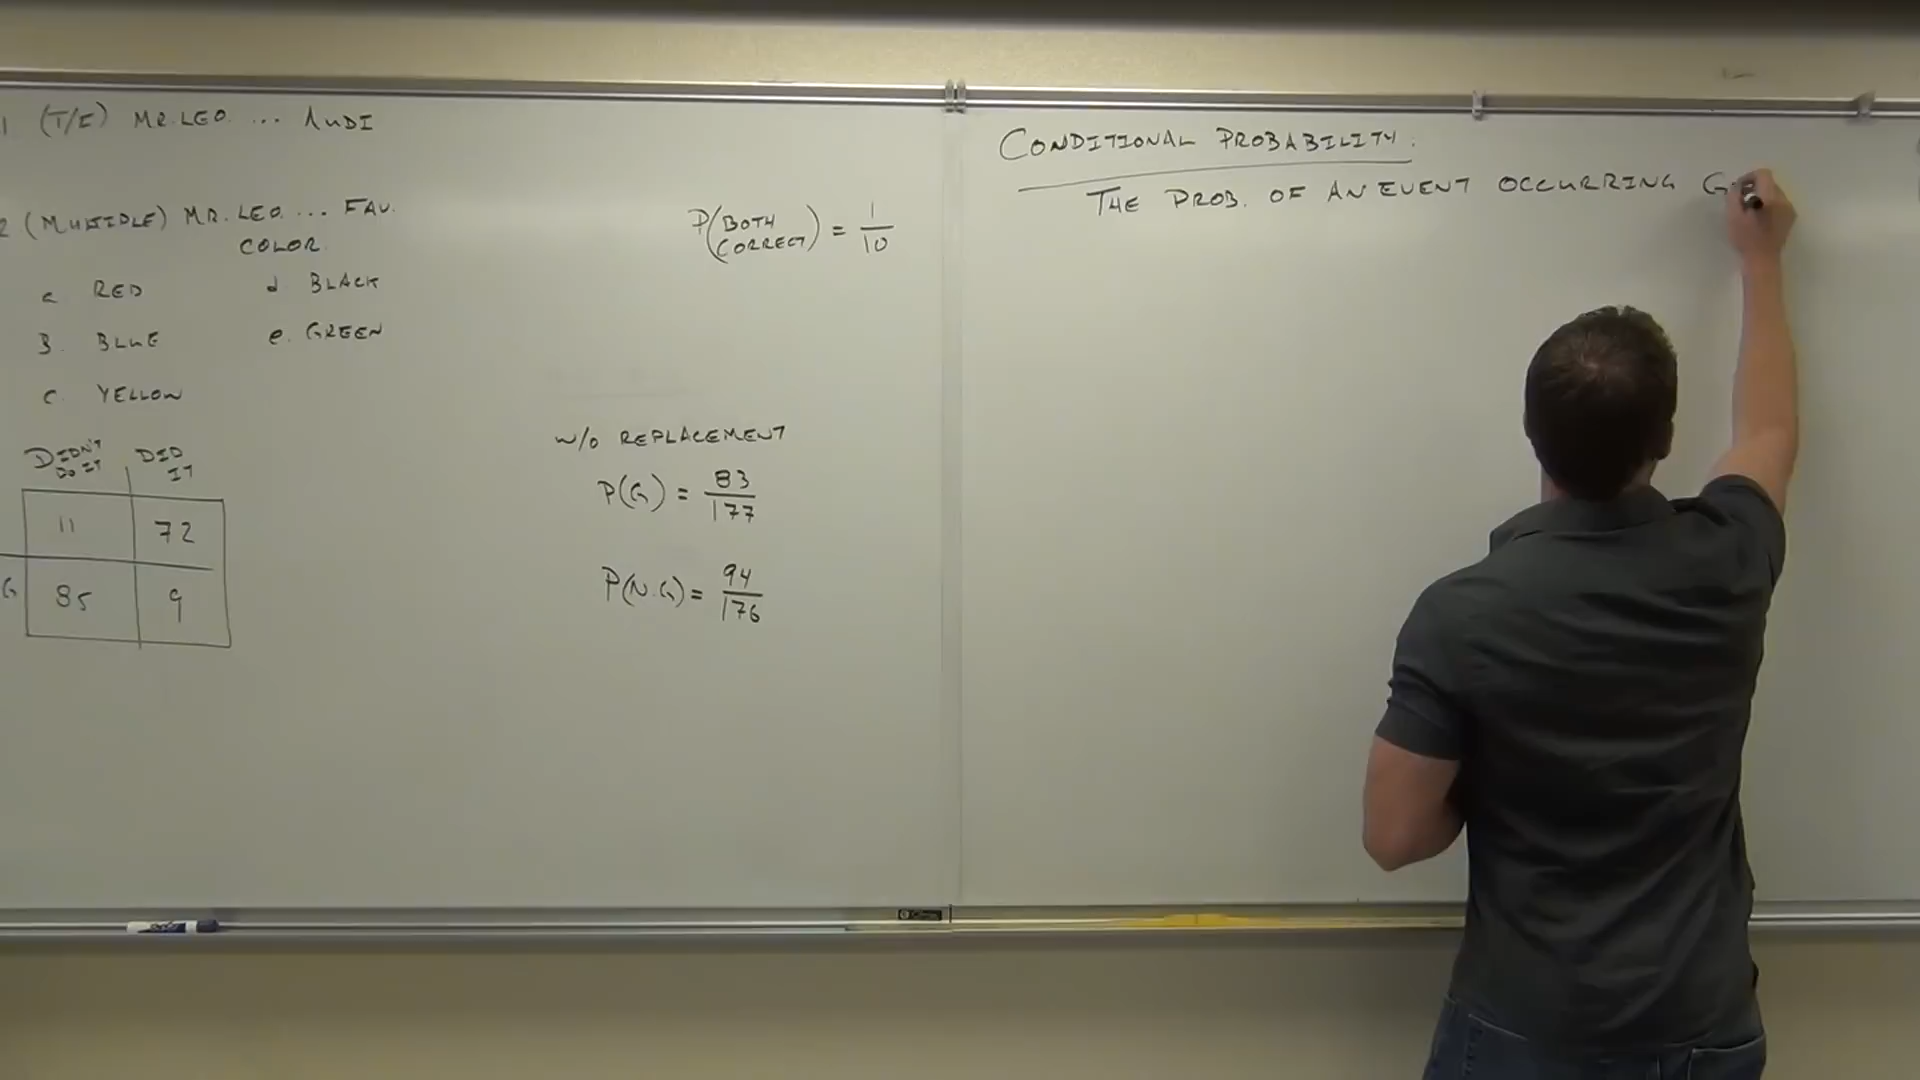 1 (T/F) MR. LEO. ... AUDI
2 (MULTIPLE) MR. LEO. ... FAV.
COLOR
a RED
d BLACK
B. BLUE
e. GREEN
c. YELLOW
DIDN'T DO IT
DID IT
11 72
G 85 9
P(BOTH CORRECT) = 1/10
W/O REPLACEMENT
P(G) = 83/177
P(N.G) = 94/176
CONDITIONAL PROBABILITY:
THE PROB. OF AN EVENT OCCURRING